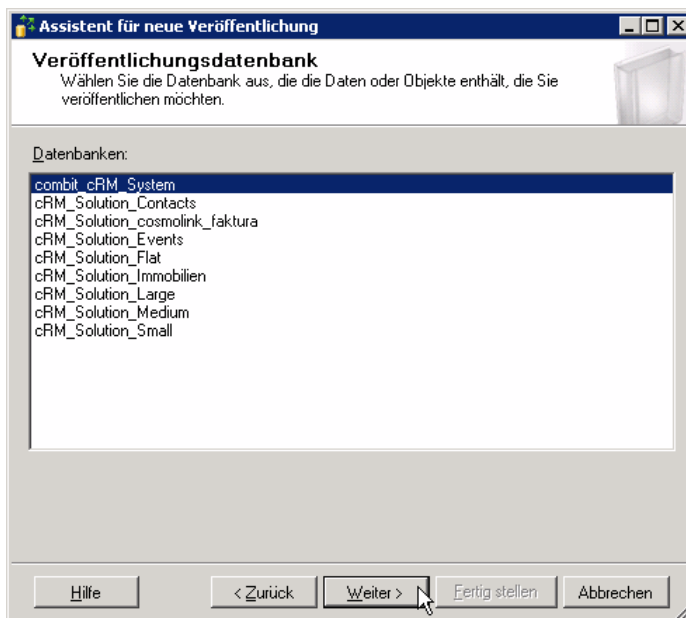 Assistent für neue Veröffentlichung
Veröffentlichungsdatenbank
Wählen Sie die Datenbank aus, die die Daten oder Objekte enthält, die Sie
veröffentlichen möchten.
Datenbanken:
combit_cRM_System
cRM_Solution_Contacts
cRM_Solution_cosmolink_faktura
cRM_Solution_Events
cRM_Solution_Flat
cRM_Solution_Immobilien
cRM_Solution_Large
cRM_Solution_Medium
cRM_Solution_Small
Hilfe < Zurück Weiter > Fertig stellen Abbrechen